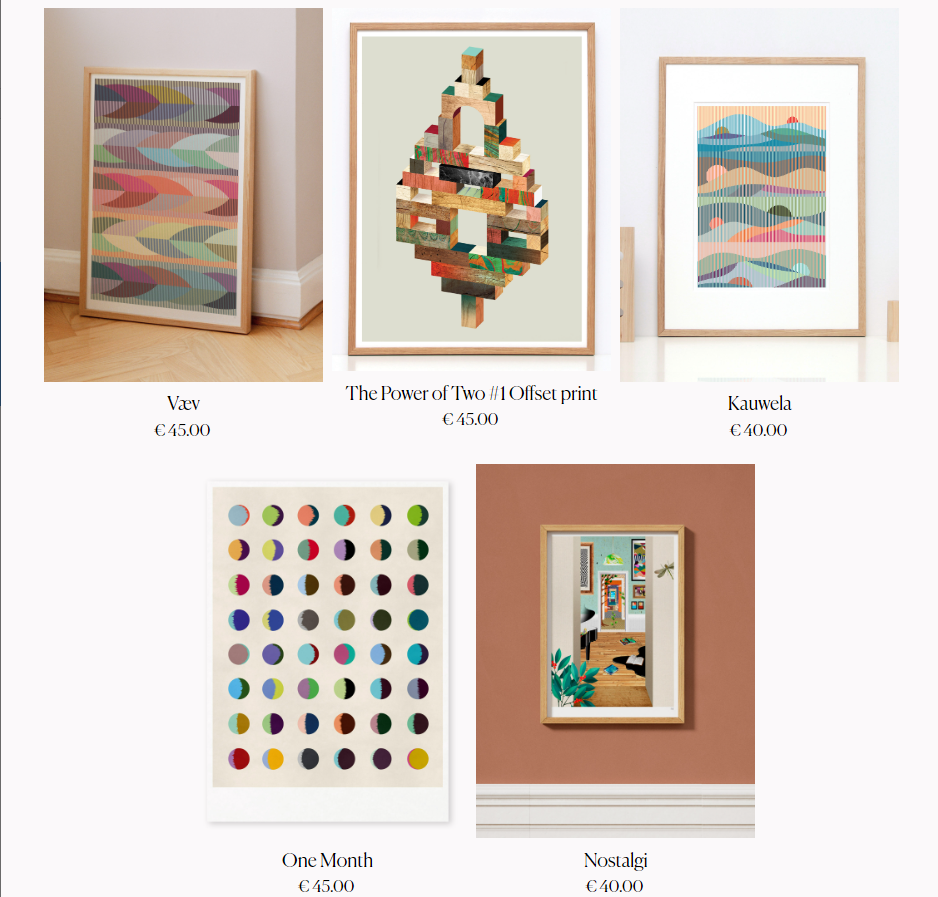 Væv
€ 45.00
The Power of Two #1 Offset print
€ 45.00
Kauwela
€ 40.00
One Month
€ 45.00
Nostalgi
€ 40.00